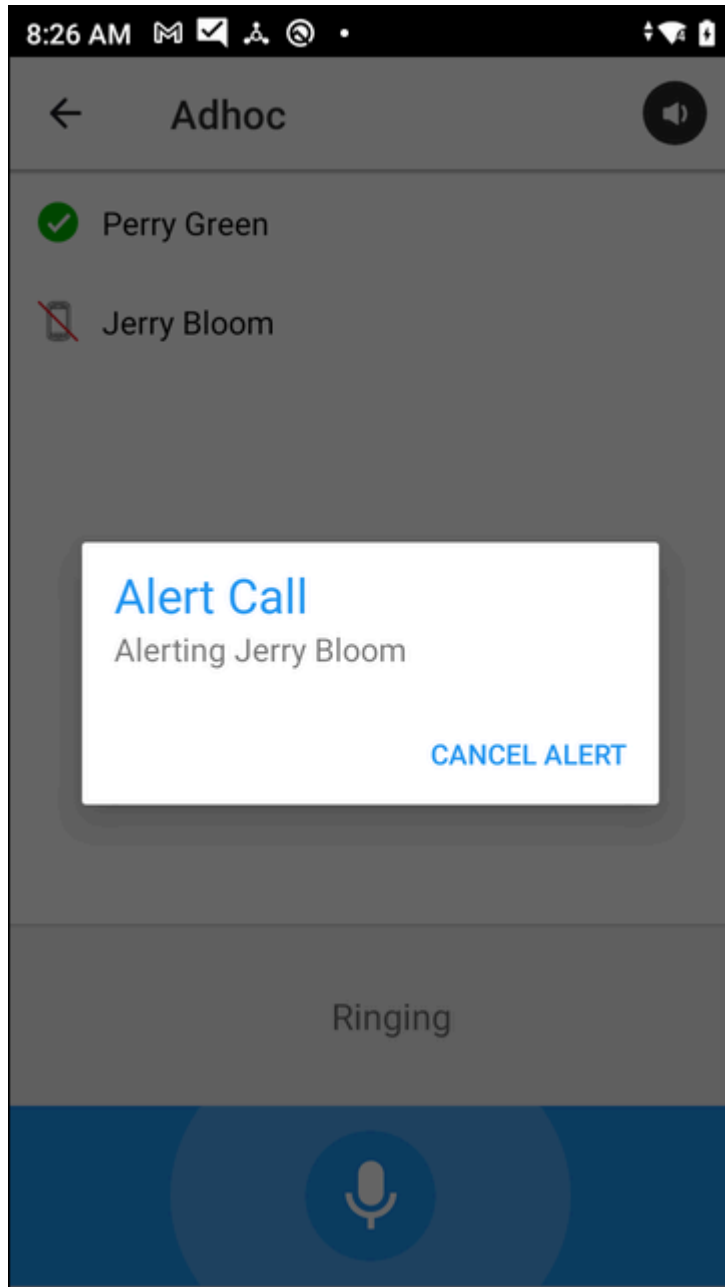 8:26 AM
Adhoc
Perry Green
Jerry Bloom
Alert Call
Alerting Jerry Bloom
CANCEL ALERT
Ringing